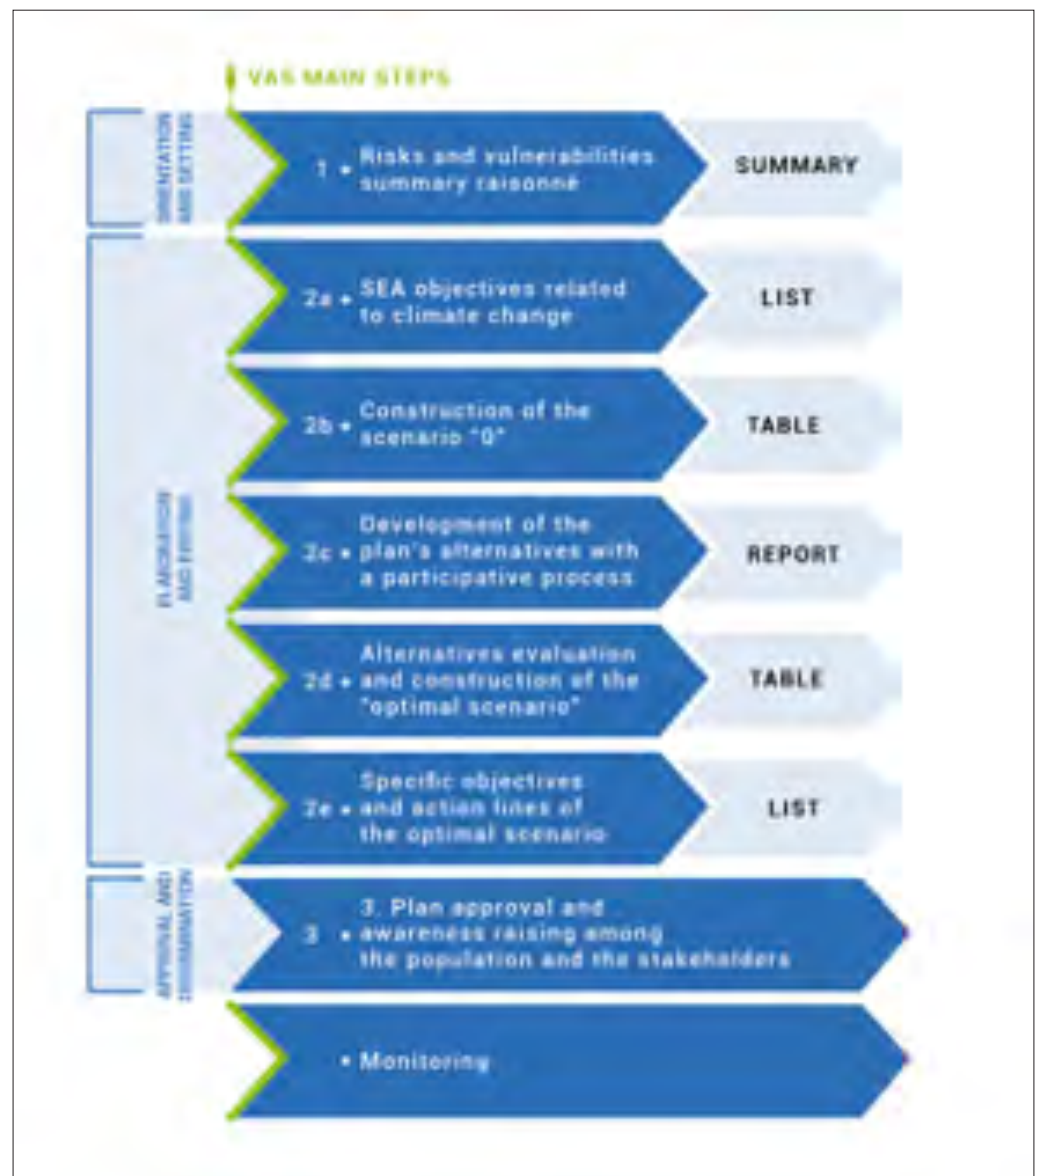 VAS MAIN STEPS
ORIENTATION
AND SETTING
1 • Risks and vulnerabilities
summary raisonné
SUMMARY
2a • SEA objectives related
to climate change
LIST
2b • Construction of the
scenario "0"
TABLE
ELABORATION
AND
2c • Development of the
plan's alternatives with
a participative process
REPORT
2d • Alternatives evaluation
and construction of the
"optimal scenario"
TABLE
2e • Specific objectives
and action lines of
the optimal scenario
LIST
APPROVAL AND
DISSEMINATION
3 • 3. Plan approval and
awareness raising among
the population and the stakeholders
• Monitoring